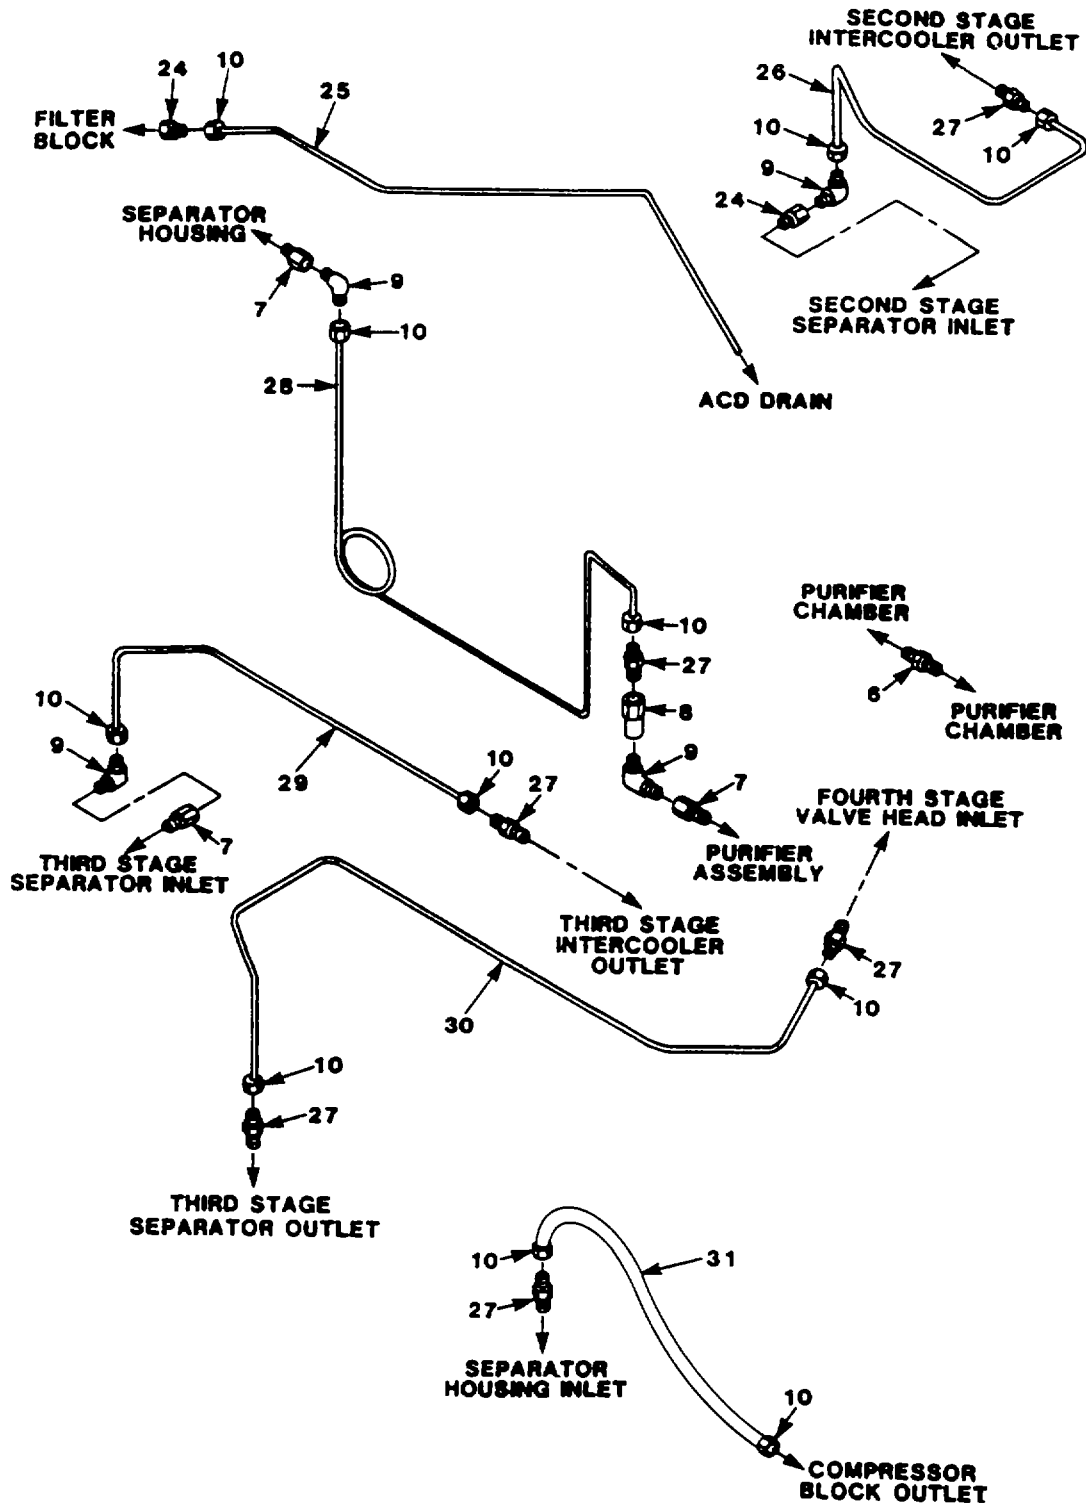 SECOND STAGE
INTERCOOLER OUTLET
24
10
26
25
FILTER
BLOCK
27
10
10
9
24
SEPARATOR
HOUSING
7
9
10
SECOND STAGE
SEPARATOR INLET
28
ACD DRAIN
PURIFIER
CHAMBER
10
27
6
10
8
PURIFIER
CHAMBER
9
29
10
27
9
7
7
FOURTH STAGE
VALVE HEAD INLET
THIRD STAGE
SEPARATOR INLET
PURIFIER
ASSEMBLY
THIRD STAGE
INTERCOOLER
OUTLET
27
30
10
10
27
THIRD STAGE
SEPARATOR OUTLET
10
31
27
SEPARATOR
HOUSING INLET
10
COMPRESSOR
BLOCK OUTLET